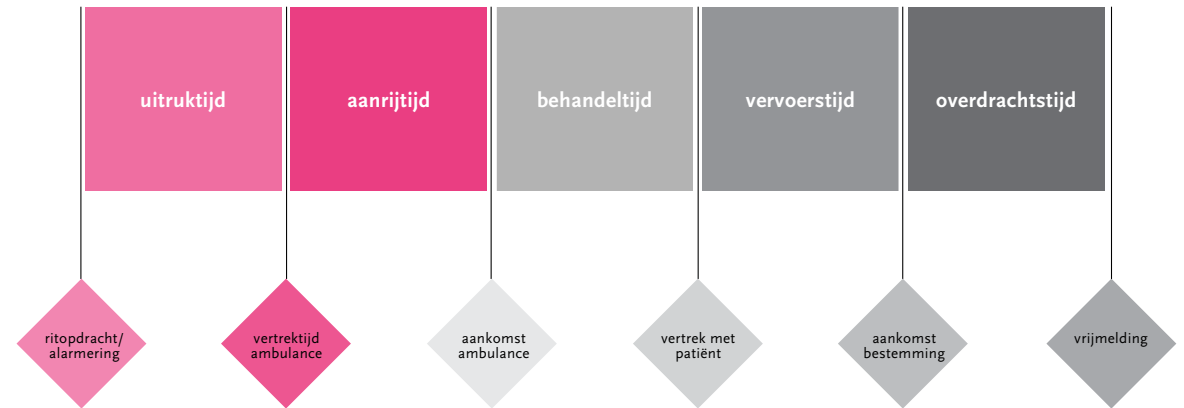 uitruktijd
aanrijtijd
behandeltijd
vervoerstijd
overdrachtstijd
ritopdracht/
alarmering
vertrektijd
ambulance
aankomst
ambulance
vertrek met
patiënt
aankomst
bestemming
vrijmelding